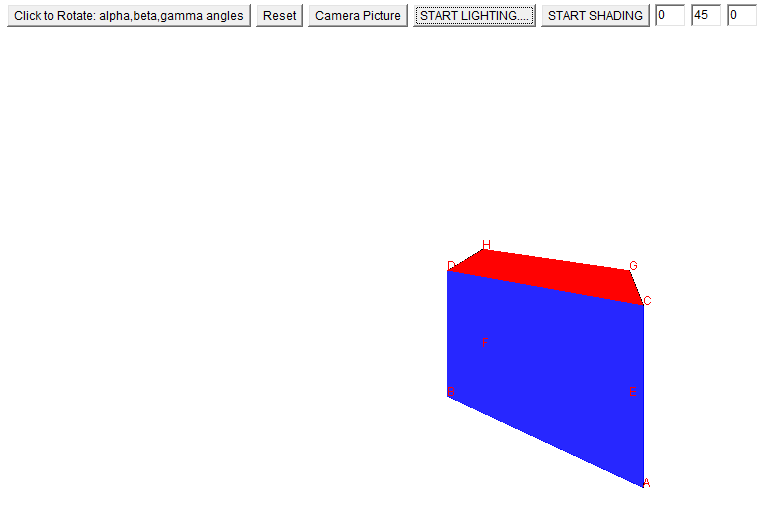 Click to Rotate: alpha,beta,gamma angles Reset Camera Picture START LIGHTING.... START SHADING 0 45 0
H
D G
C
E
A